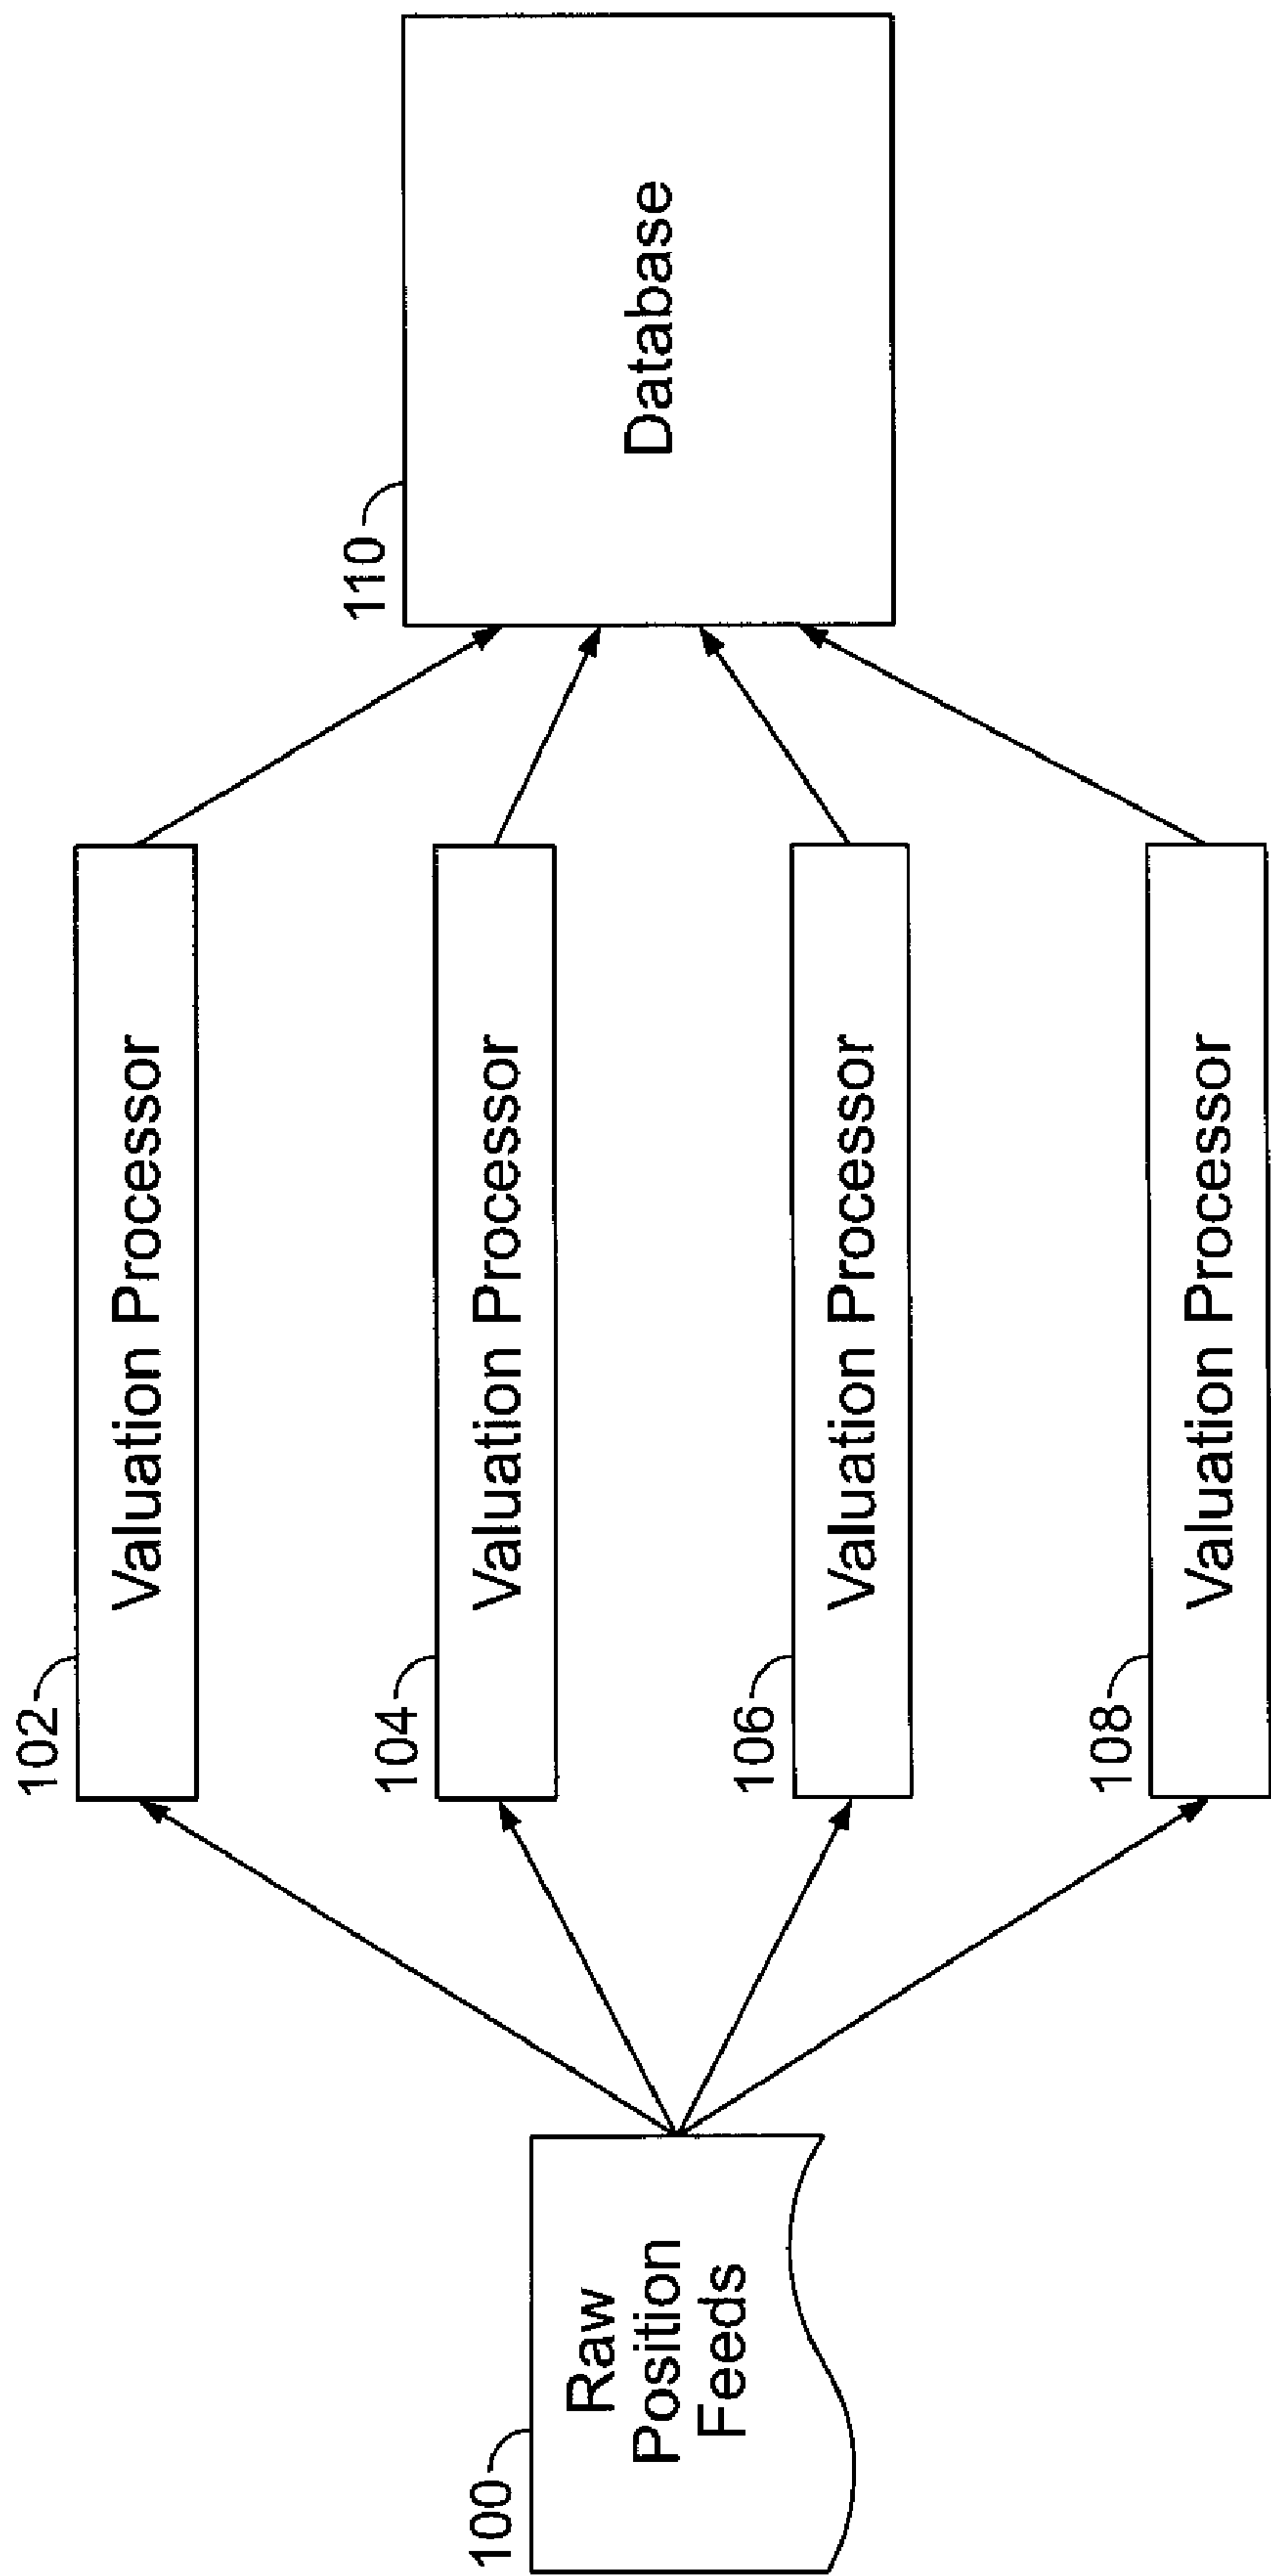 100
Raw
Position
Feeds
102
Valuation Processor
104
Valuation Processor
106
Valuation Processor
108
Valuation Processor
110
Database